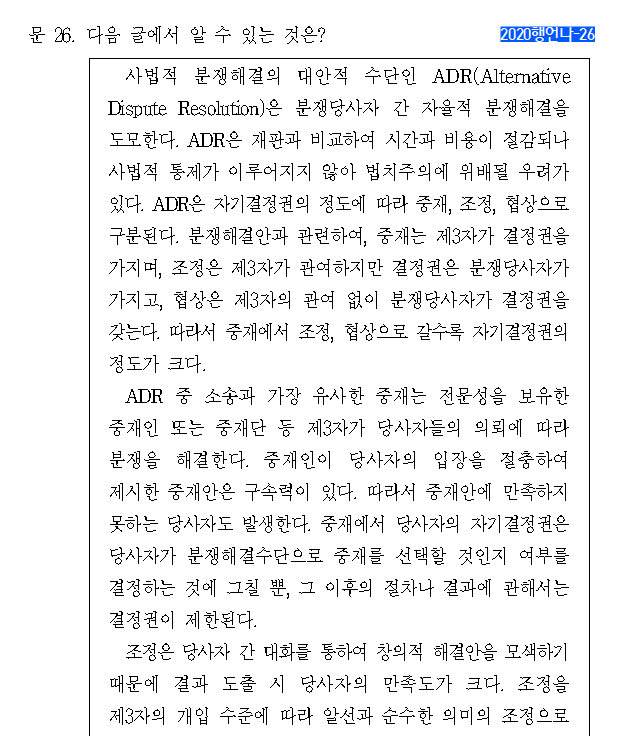 문 26. 다음 글에서 알 수 있는 것은?
2020행언나-26
사법적 분쟁해결의 대안적 수단인 ADR(Alternative
Dispute Resolution)은 분쟁당사자 간 자율적 분쟁해결을
도모한다. ADR은 재판과 비교하여 시간과 비용이 절감되나
사법적 통제가 이루어지지 않아 법치주의에 위배될 우려가
있다. ADR은 자기결정권의 정도에 따라 중재, 조정, 협상으로
구분된다. 분쟁해결안과 관련하여, 중재는 제3자가 결정권을
가지며, 조정은 제3자가 관여하지만 결정권은 분쟁당사자가
가지고, 협상은 제3자의 관여 없이 분쟁당사자가 결정권을
갖는다. 따라서 중재에서 조정, 협상으로 갈수록 자기결정권의
정도가 크다.
ADR 중 소송과 가장 유사한 중재는 전문성을 보유한
중재인 또는 중재단 등 제3자가 당사자들의 의뢰에 따라
분쟁을 해결한다. 중재인이 당사자의 입장을 절충하여
제시한 중재안은 구속력이 있다. 따라서 중재안에 만족하지
못하는 당사자도 발생한다. 중재에서 당사자의 자기결정권은
당사자가 분쟁해결수단으로 중재를 선택할 것인지 여부를
결정하는 것에 그칠 뿐, 그 이후의 절차나 결과에 관해서는
결정권이 제한된다.
조정은 당사자 간 대화를 통하여 창의적 해결안을 모색하기
때문에 결과 도출 시 당사자의 만족도가 크다. 조정을
제3자의 개입 수준에 따라 알선과 순수한 의미의 조정으로